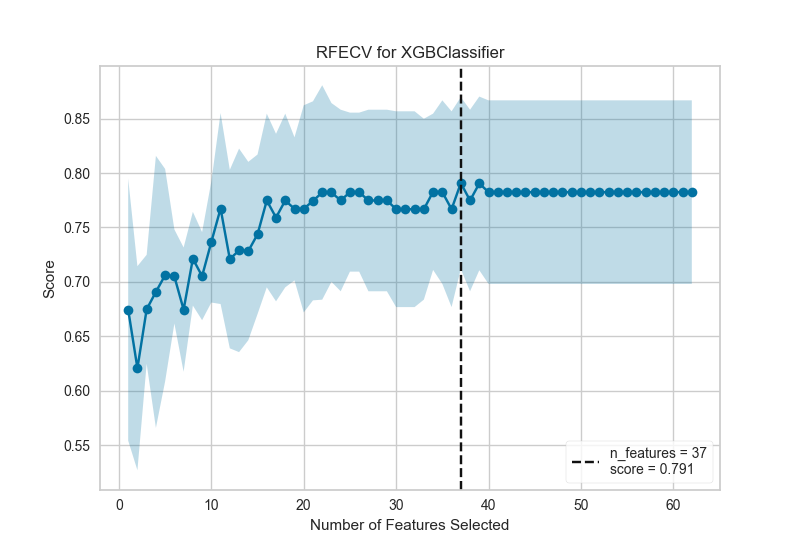 RFECV for XGBClassifier
Score
0.85
0.80
0.75
0.70
0.65
0.60
0.55
n_features = 37
score = 0.791
0 10 20 30 40 50 60
Number of Features Selected